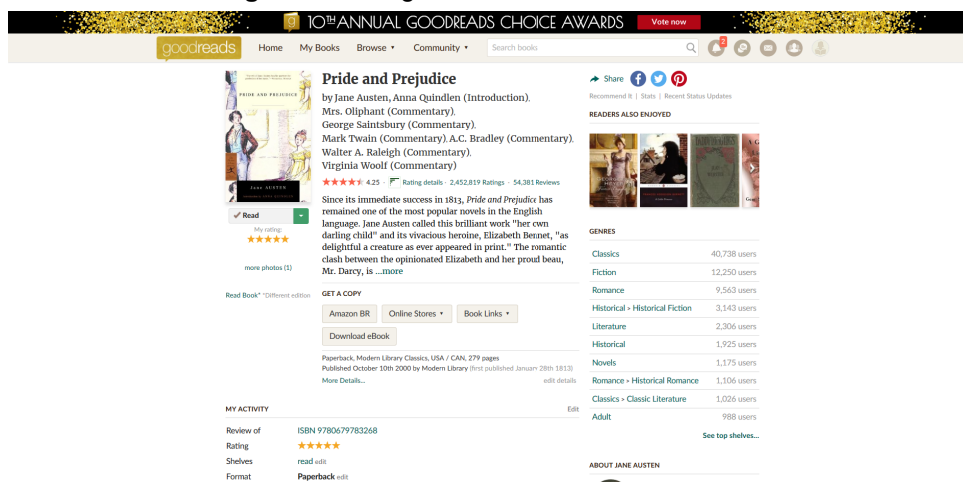 10TH ANNUAL GOODREADS CHOICE AWARDS Vote now
goodreads Home My Books Browse Community Search books 2
PRIDE AND PREJUDICE
Jane AUSTEN
Read
My rating:
more photos (1)
Read Book* *Different edition
Pride and Prejudice
by Jane Austen, Anna Quindlen (Introduction),
Mrs. Oliphant (Commentary),
George Saintsbury (Commentary),
Mark Twain (Commentary), A.C. Bradley (Commentary),
Walter A. Raleigh (Commentary),
Virginia Woolf (Commentary)
4.25 · Rating details · 2,452,819 Ratings · 54,381 Reviews
Since its immediate success in 1813, Pride and Prejudice has
remained one of the most popular novels in the English
language. Jane Austen called this brilliant work "her own
darling child" and its vivacious heroine, Elizabeth Bennet, "as
delightful a creature as ever appeared in print." The romantic
clash between the opinionated Elizabeth and her proud beau,
Mr. Darcy, is ...more
GET A COPY
Amazon BR Online Stores Book Links
Download eBook
Paperback, Modern Library Classics, USA / CAN, 279 pages
Published October 10th 2000 by Modern Library (first published January 28th 1813)
More Details... edit details
MY ACTIVITY Edit
Review of ISBN 9780679783268
Rating
Shelves read edit
Format Paperback edit
Share
Recommend It | Stats | Recent Status Updates
READERS ALSO ENJOYED
GENRES
Classics 40,738 users
Fiction 12,250 users
Romance 9,563 users
Historical > Historical Fiction 3,143 users
Literature 2,306 users
Historical 1,925 users
Novels 1,175 users
Romance > Historical Romance 1,106 users
Classics > Classic Literature 1,026 users
Adult 988 users
See top shelves...
ABOUT JANE AUSTEN